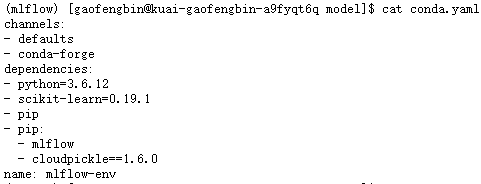 (mlflow) [gaofengbin@kuai-gaofengbin-a9fyqt6q model]$ cat conda.yaml
channels:
- defaults
- conda-forge
dependencies:
- python=3.6.12
- scikit-learn=0.19.1
- pip
- pip:
  - mlflow
  - cloudpickle==1.6.0
name: mlflow-env